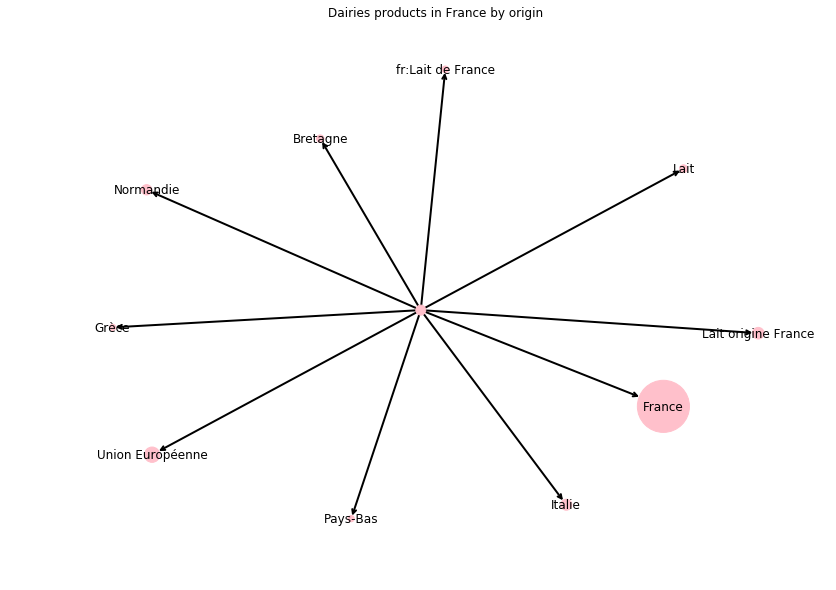 Dairies products in France by origin
fr:Lait de France
Bretagne
Lait
Normandie
Grèce
Lait origine France
France
Union Européenne
Italie
Pays-Bas